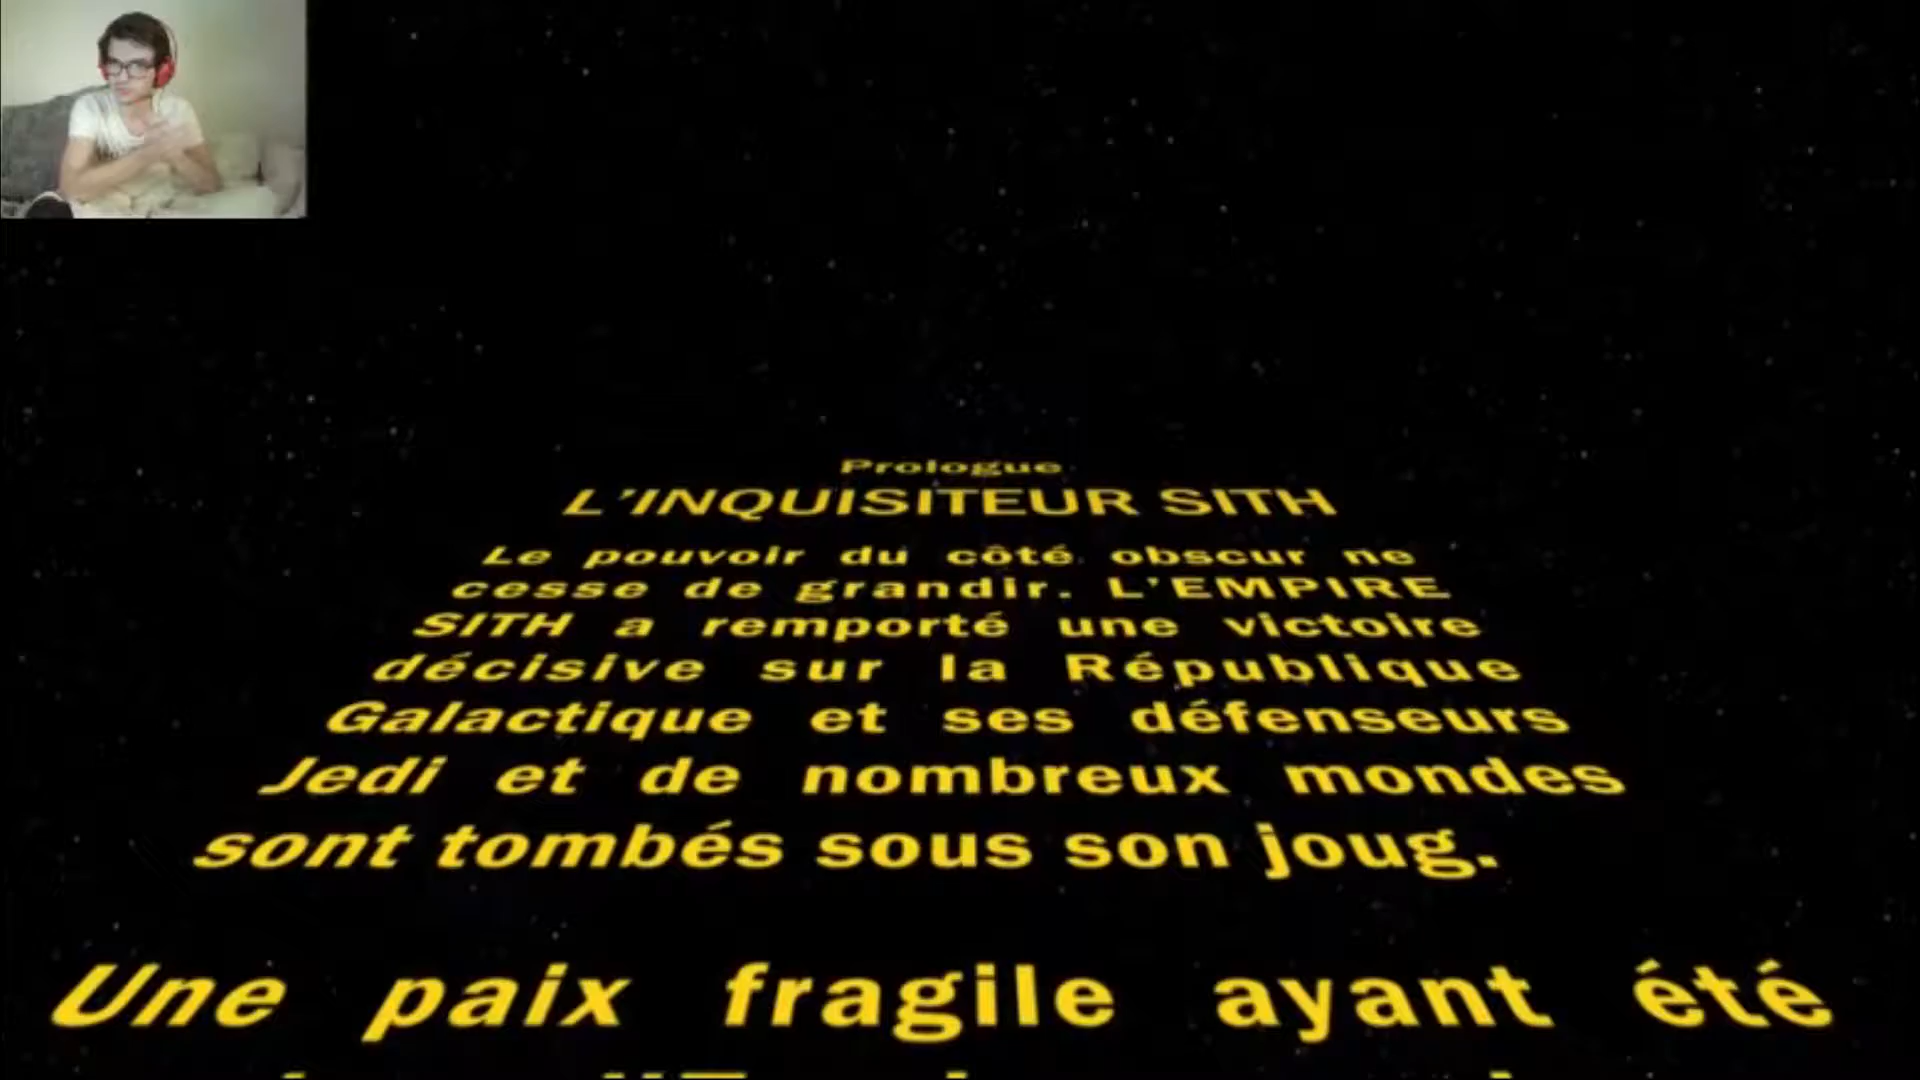 Prologue
L'INQUISITEUR SITH
Le pouvoir du côté obscur ne
cesse de grandir. L'EMPIRE
SITH a remporté une victoire
décisive sur la République
Galactique et ses défenseurs
Jedi et de nombreux mondes
sont tombés sous son joug.
Une paix fragile ayant été